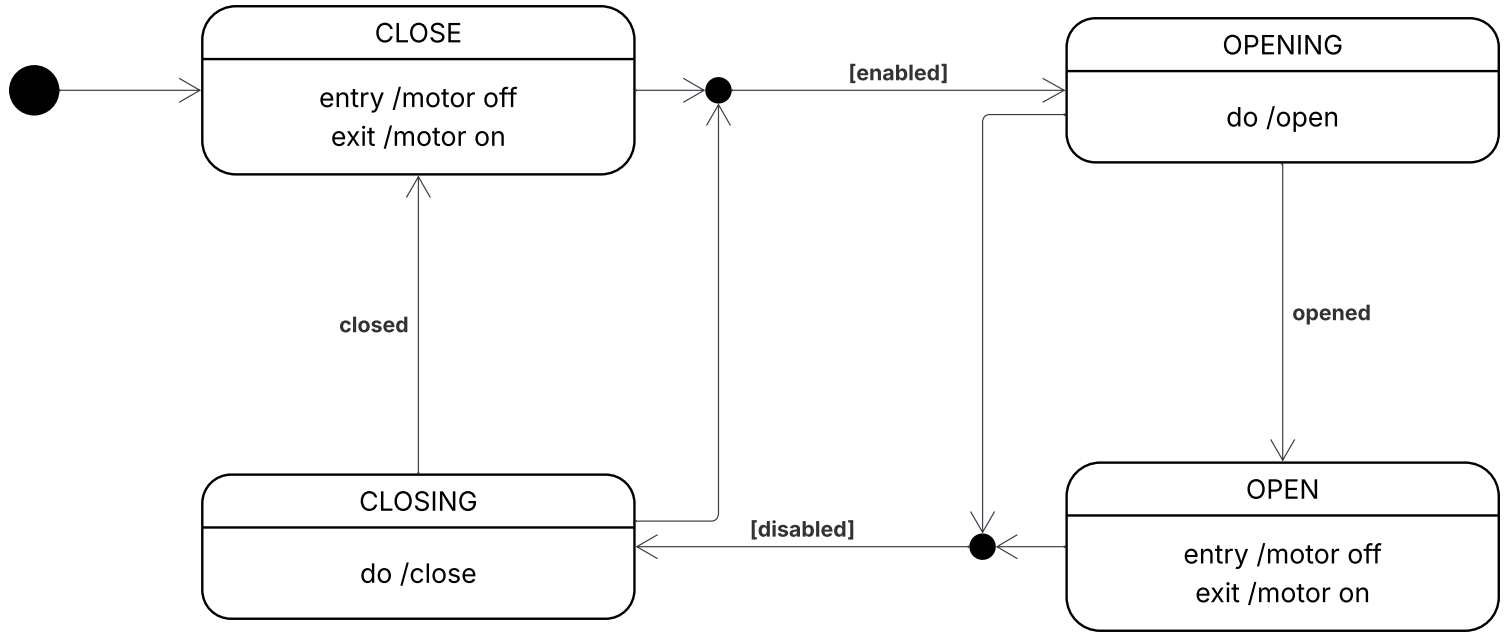 CLOSE
entry /motor off
exit /motor on
[enabled]
OPENING
do /open
closed
opened
CLOSING
do /close
[disabled]
OPEN
entry /motor off
exit /motor on